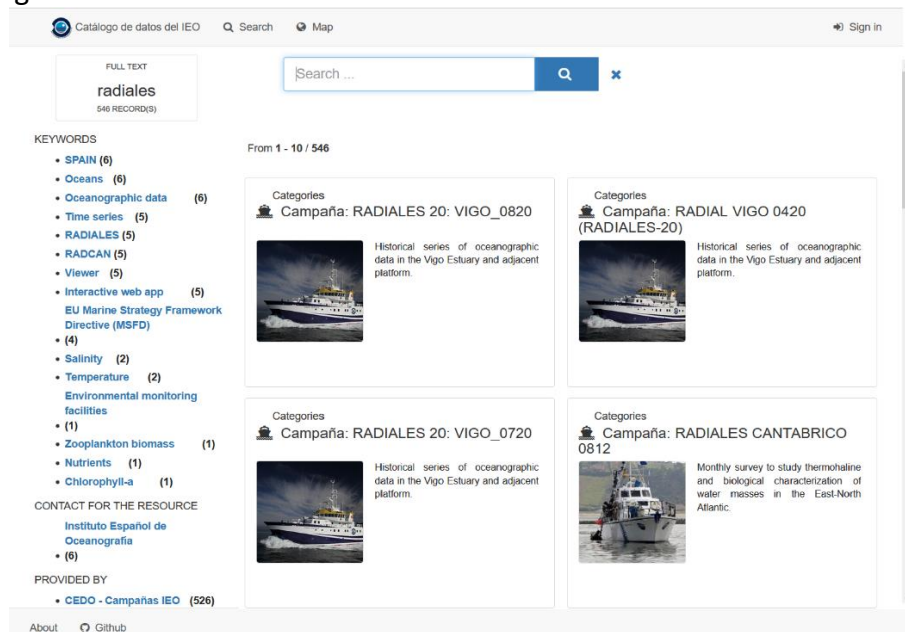 Catálogo de datos del IEO Search Map Sign in
FULL TEXT
radiales
546 RECORD(S)
Search ...
KEYWORDS
• SPAIN (6)
• Oceans (6)
• Oceanographic data (6)
• Time series (5)
• RADIALES (5)
• RADCAN (5)
• Viewer (5)
• Interactive web app (5)
EU Marine Strategy Framework
Directive (MSFD)
• (4)
• Salinity (2)
• Temperature (2)
Environmental monitoring
facilities
• (1)
• Zooplankton biomass (1)
• Nutrients (1)
• Chlorophyll-a (1)
CONTACT FOR THE RESOURCE
Instituto Español de
Oceanografía
• (6)
PROVIDED BY
• CEDO - Campañas IEO (526)
From 1 - 10 / 546
Categories
Campaña: RADIALES 20: VIGO_0820
Historical series of oceanographic
data in the Vigo Estuary and adjacent
platform.
Categories
Campaña: RADIAL VIGO 0420
(RADIALES-20)
Historical series of oceanographic
data in the Vigo Estuary and adjacent
platform.
Categories
Campaña: RADIALES 20: VIGO_0720
Historical series of oceanographic
data in the Vigo Estuary and adjacent
platform.
Categories
Campaña: RADIALES CANTABRICO
0812
Monthly survey to study thermohaline
and biological characterization of
water masses in the East-North
Atlantic.
About Github